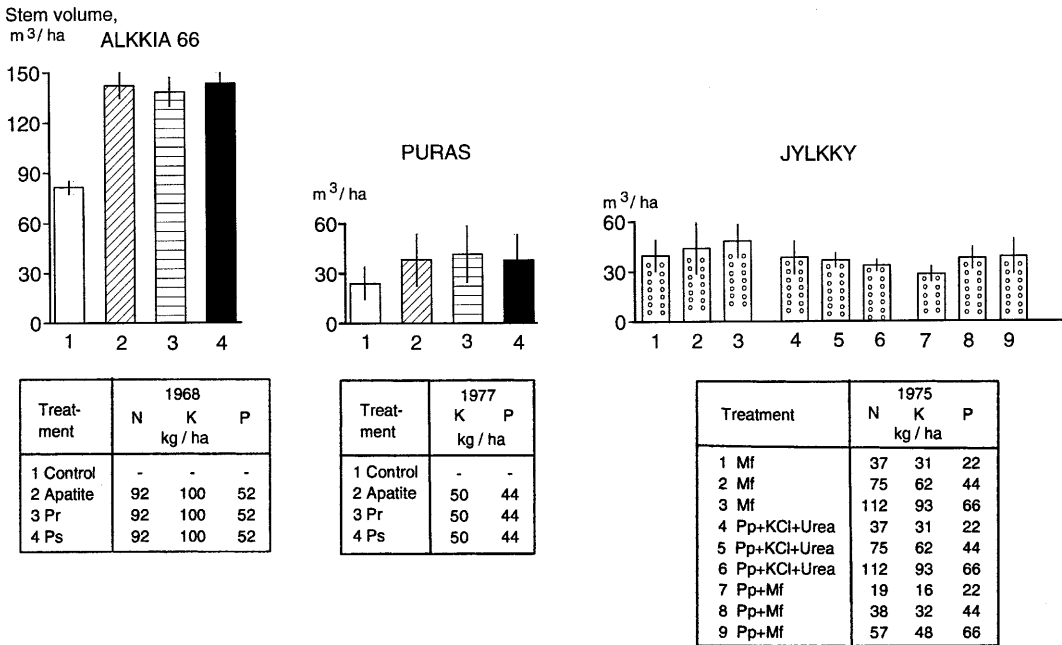 Stem volume,
m³/ha
ALKKIA 66
150
120
90
60
30
0
1 2 3 4
PURAS
m³/ha
60
30
0
1 2 3 4
JYLKKY
m³/ha
60
30
0
1 2 3 4 5 6 7 8 9
Treat-
ment
1968
N K P
kg / ha
1 Control - - -
2 Apatite 92 100 52
3 Pr 92 100 52
4 Ps 92 100 52
Treat-
ment
1977
K P
kg / ha
1 Control - -
2 Apatite 50 44
3 Pr 50 44
4 Ps 50 44
Treatment
1975
N K P
kg / ha
1 Mf 37 31 22
2 Mf 75 62 44
3 Mf 112 93 66
4 Pp+KCl+Urea 37 31 22
5 Pp+KCl+Urea 75 62 44
6 Pp+KCl+Urea 112 93 66
7 Pp+Mf 19 16 22
8 Pp+Mf 38 32 44
9 Pp+Mf 57 48 66